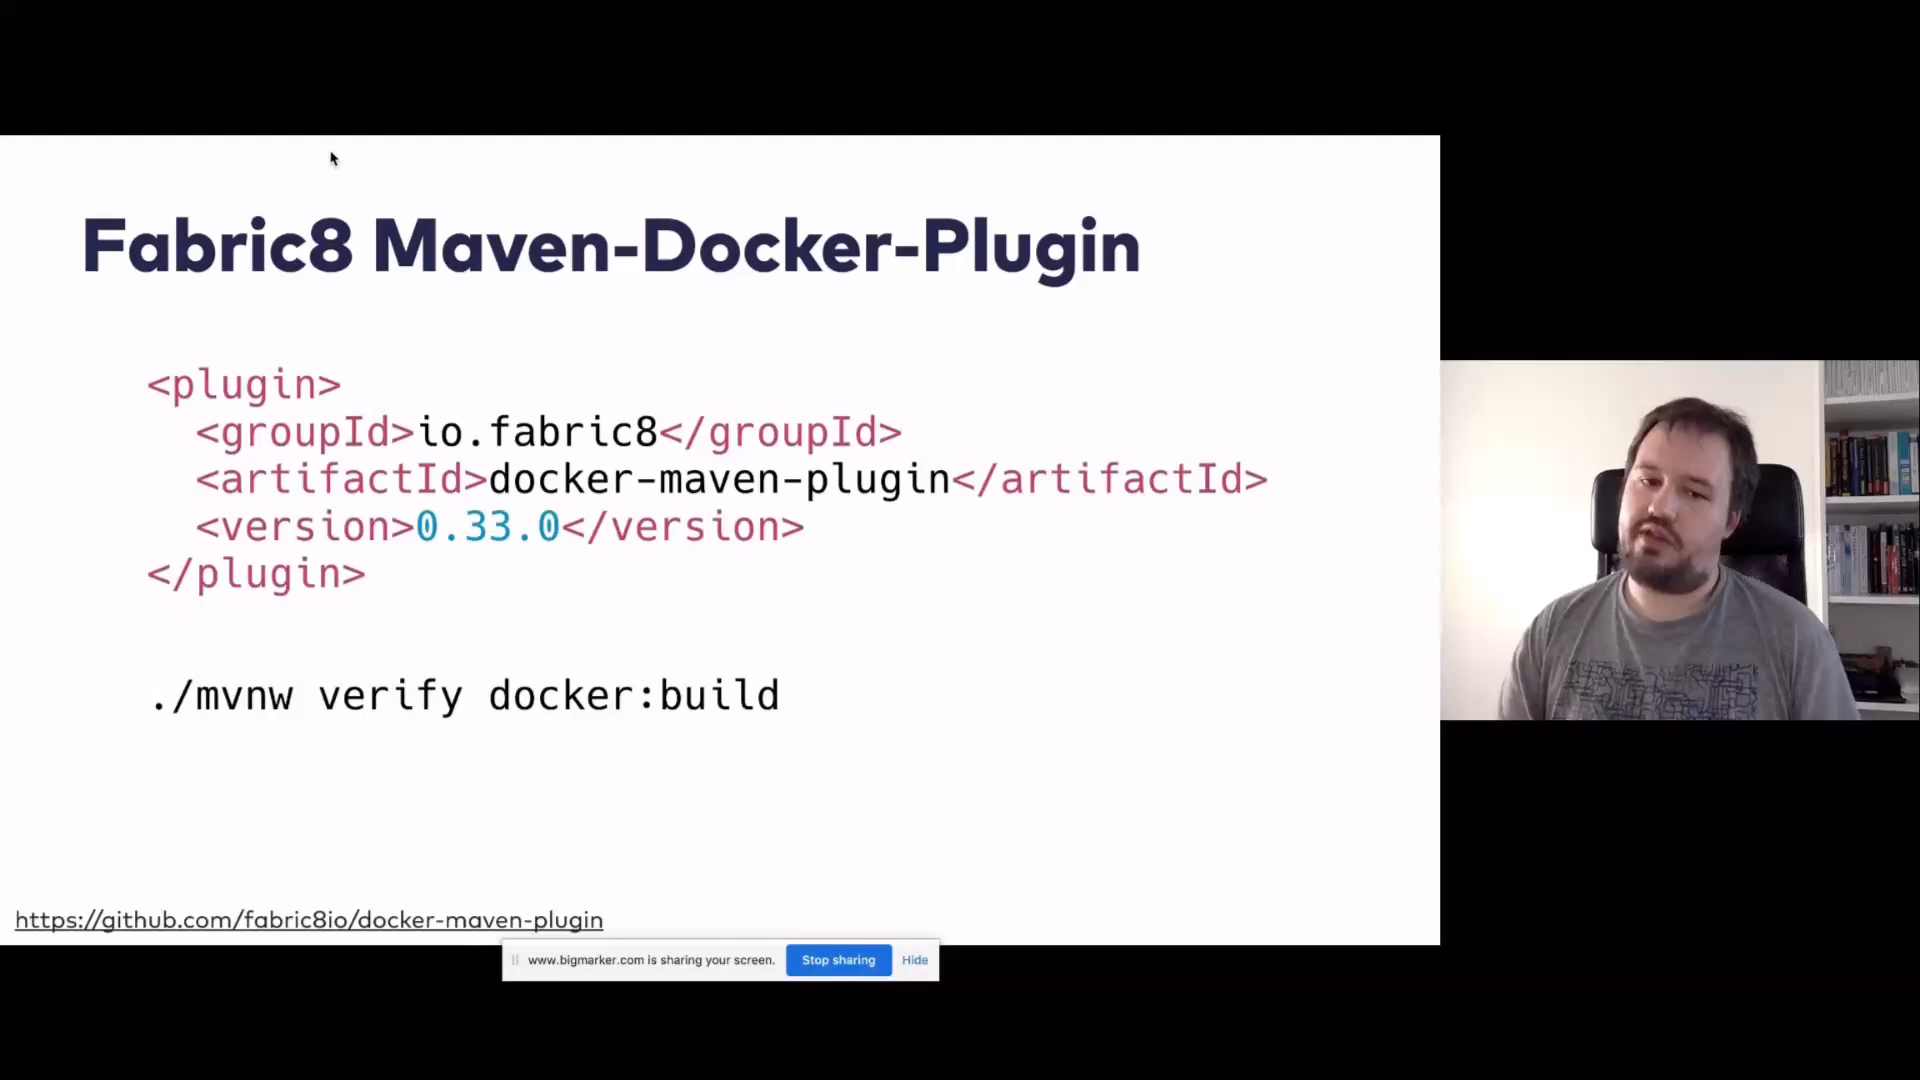 Fabric8 Maven-Docker-Plugin
<plugin>
<groupId>io.fabric8</groupId>
<artifactId>docker-maven-plugin</artifactId>
<version>0.33.0</version>
</plugin>
./mvnw verify docker:build
https://github.com/fabric8io/docker-maven-plugin
www.bigmarker.com is sharing your screen.
Stop sharing
Hide